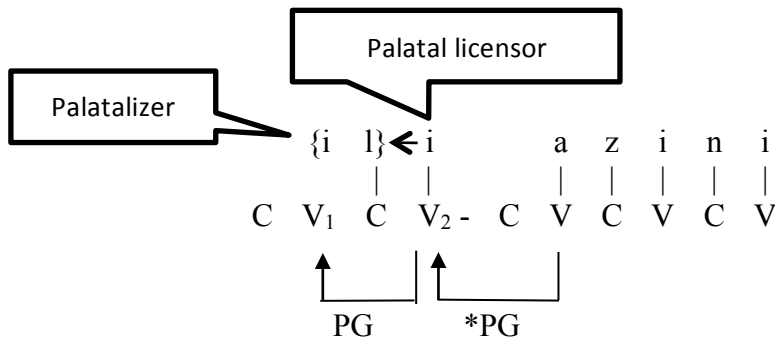 Palatal licensor
Palatalizer
{i l} i a z i n i
C V₁ C V₂ - C V C V C V
PG *PG